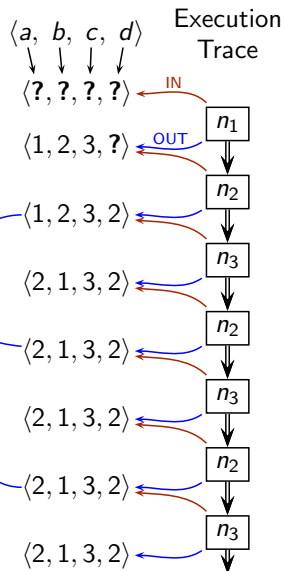 ⟨a, b, c, d⟩ Execution
Trace
⟨?, ?, ?, ?⟩ IN
n₁
⟨1, 2, 3, ?⟩ OUT
n₂
⟨1, 2, 3, 2⟩
n₃
⟨2, 1, 3, 2⟩
n₂
⟨2, 1, 3, 2⟩
n₃
⟨2, 1, 3, 2⟩
n₂
⟨2, 1, 3, 2⟩
n₃
⟨2, 1, 3, 2⟩